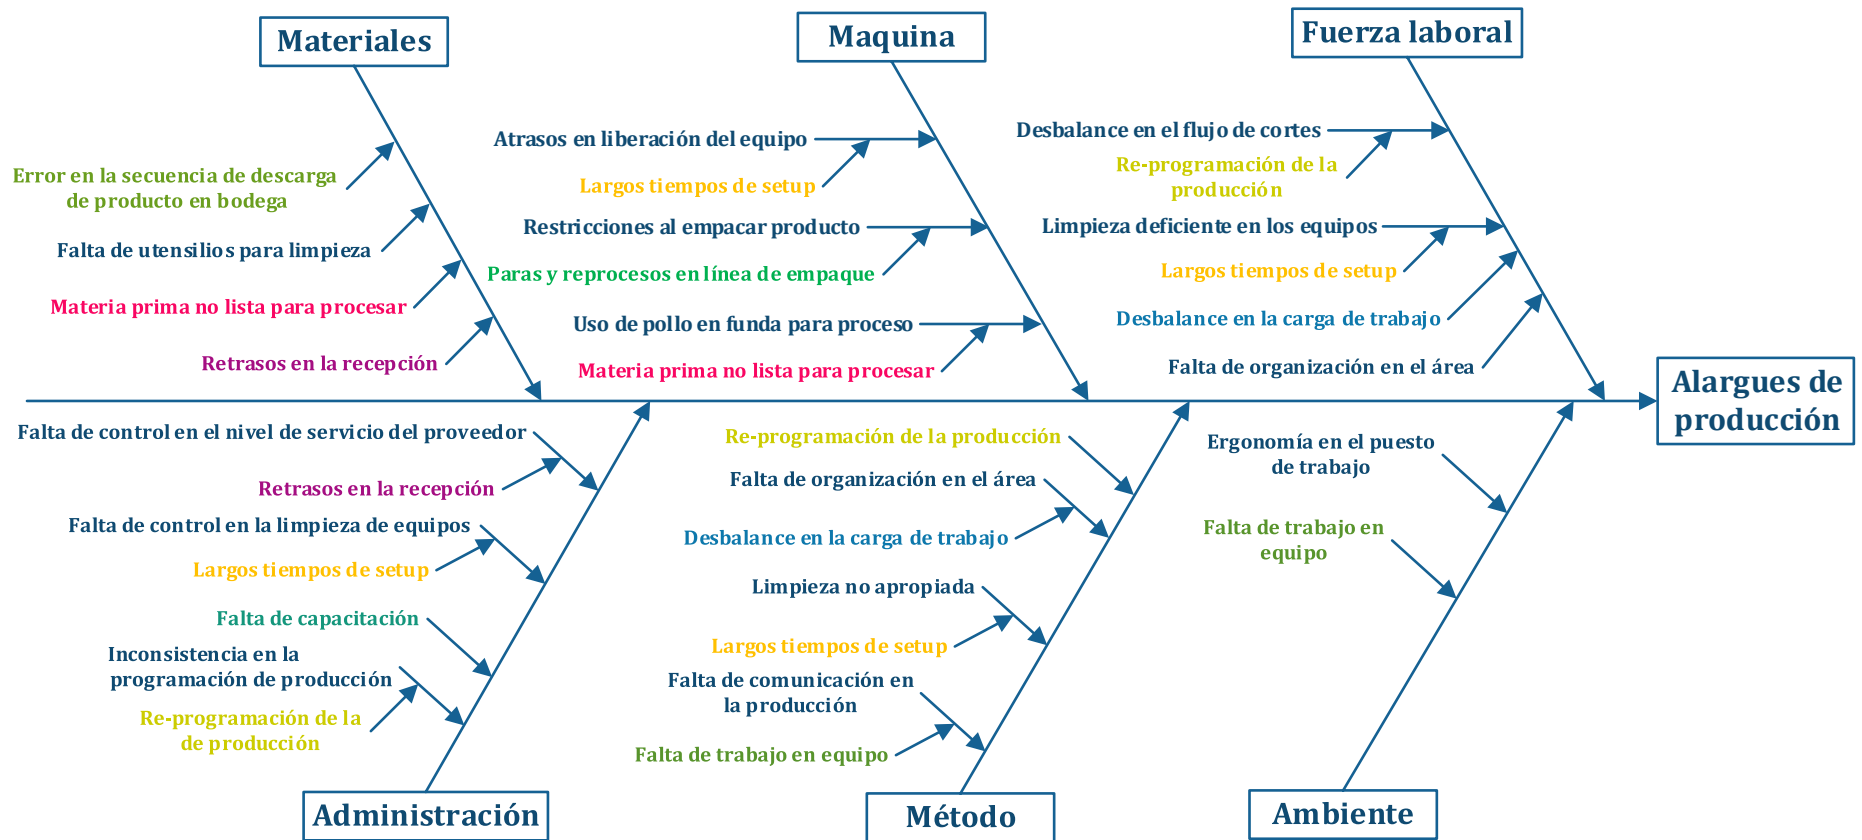 Materiales
Maquina
Fuerza laboral
Error en la secuencia de descarga
de producto en bodega
Falta de utensilios para limpieza
Materia prima no lista para procesar
Retrasos en la recepción
Atrasos en liberación del equipo
Largos tiempos de setup
Restricciones al empacar producto
Paras y reprocesos en línea de empaque
Uso de pollo en funda para proceso
Materia prima no lista para procesar
Desbalance en el flujo de cortes
Re-programación de la
producción
Limpieza deficiente en los equipos
Largos tiempos de setup
Desbalance en la carga de trabajo
Falta de organización en el área
Alargues de
producción
Falta de control en el nivel de servicio del proveedor
Retrasos en la recepción
Falta de control en la limpieza de equipos
Largos tiempos de setup
Falta de capacitación
Inconsistencia en la
programación de producción
Re-programación de la
de producción
Re-programación de la producción
Falta de organización en el área
Desbalance en la carga de trabajo
Limpieza no apropiada
Largos tiempos de setup
Falta de comunicación en
la producción
Falta de trabajo en equipo
Ergonomía en el puesto
de trabajo
Falta de trabajo en
equipo
Administración
Método
Ambiente